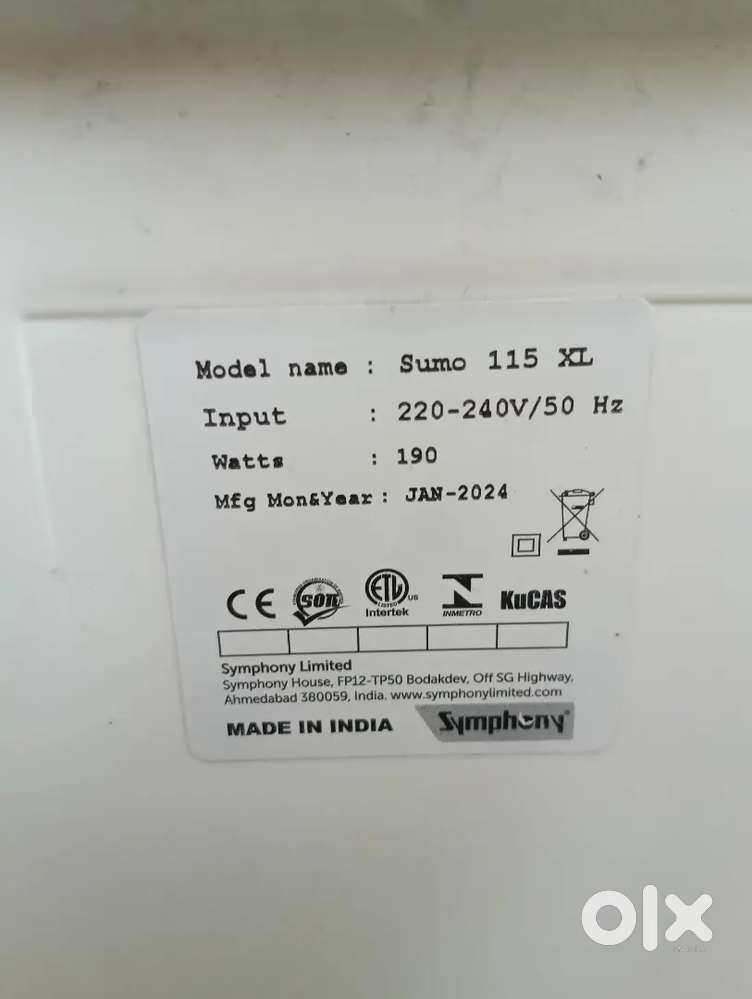 Model name : Sumo 115 XL
Input : 220-240V/50 Hz
Watts : 190
Mfg Mon&Year : JAN-2024
CE SON ETL LISTED US Intertek INMETRO KuCAS
Symphony Limited
Symphony House, FP12-TP50 Bodakdev, Off SG Highway,
Ahmedabad 380059, India. www.symphonylimited.com
MADE IN INDIA Symphony
olx